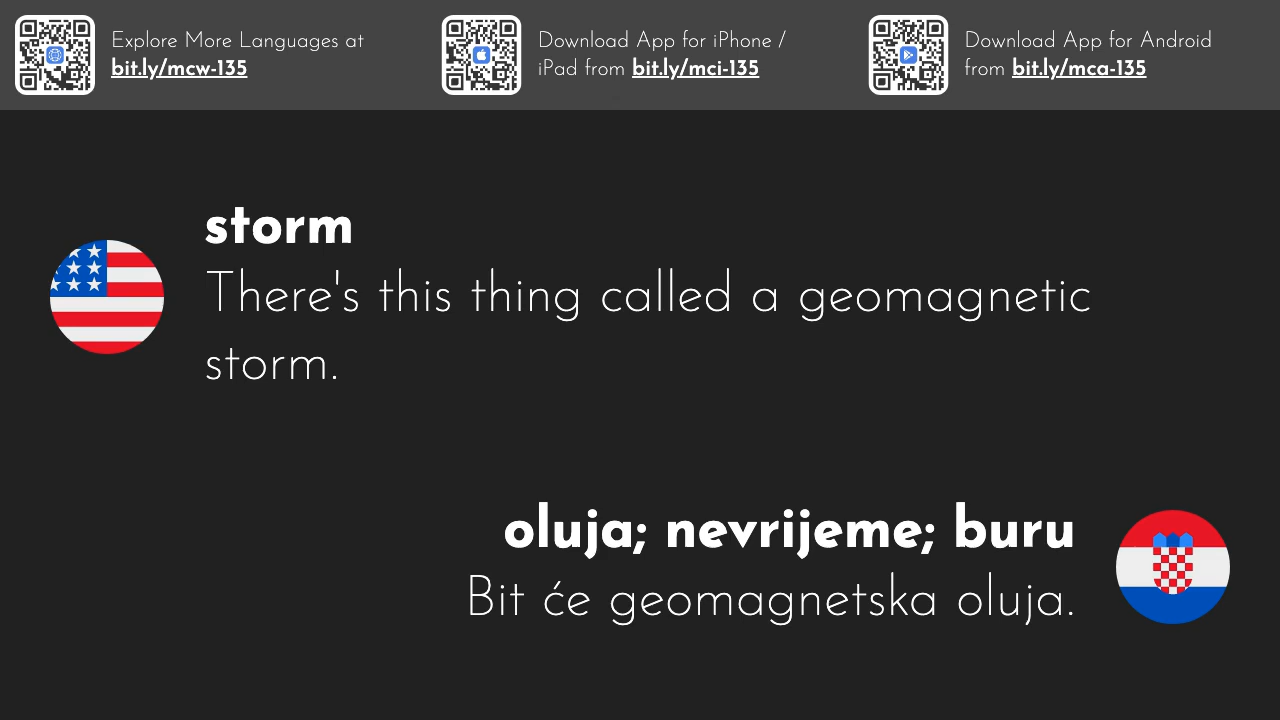 Explore More Languages at
bit.ly/mcw-135
Download App for iPhone /
iPad from bit.ly/mci-135
Download App for Android
from bit.ly/mca-135
storm
There's this thing called a geomagnetic
storm.
oluja; nevrijeme; buru
Bit će geomagnetska oluja.